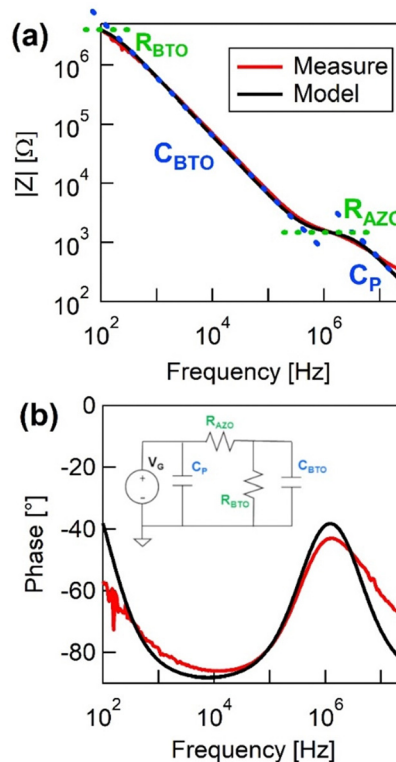 (a)
R_BTO
Measure
Model
10^6
10^5
|Z| [Ω]
C_BTO
10^4
R_AZO
10^3
C_P
10^2
10^2
10^4
10^6
Frequency [Hz]
(b)
0
R_AZO
-20
V_G
C_P
C_BTO
R_BTO
-40
Phase [°]
-60
-80
10^2
10^4
10^6
Frequency [Hz]